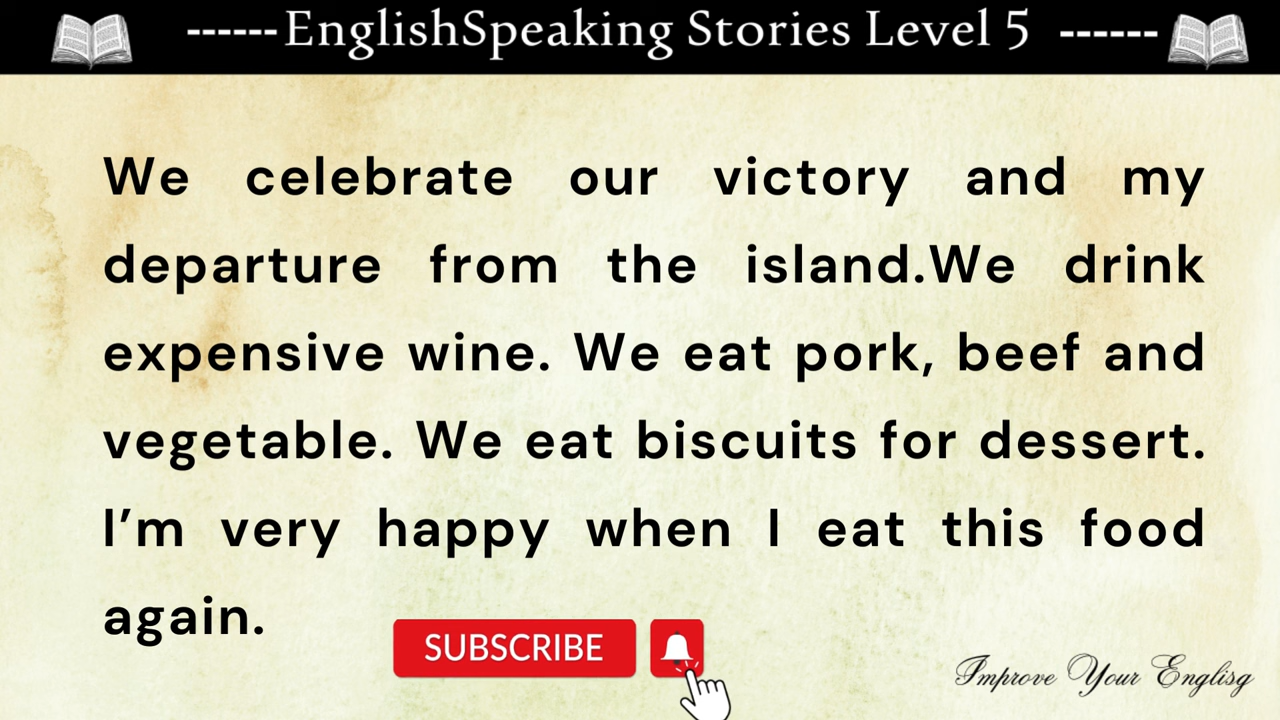 ------EnglishSpeaking Stories Level 5 ------
We celebrate our victory and my
departure from the island.We drink
expensive wine. We eat pork, beef and
vegetable. We eat biscuits for dessert.
I’m very happy when I eat this food
again.
SUBSCRIBE
Improve Your Englisg